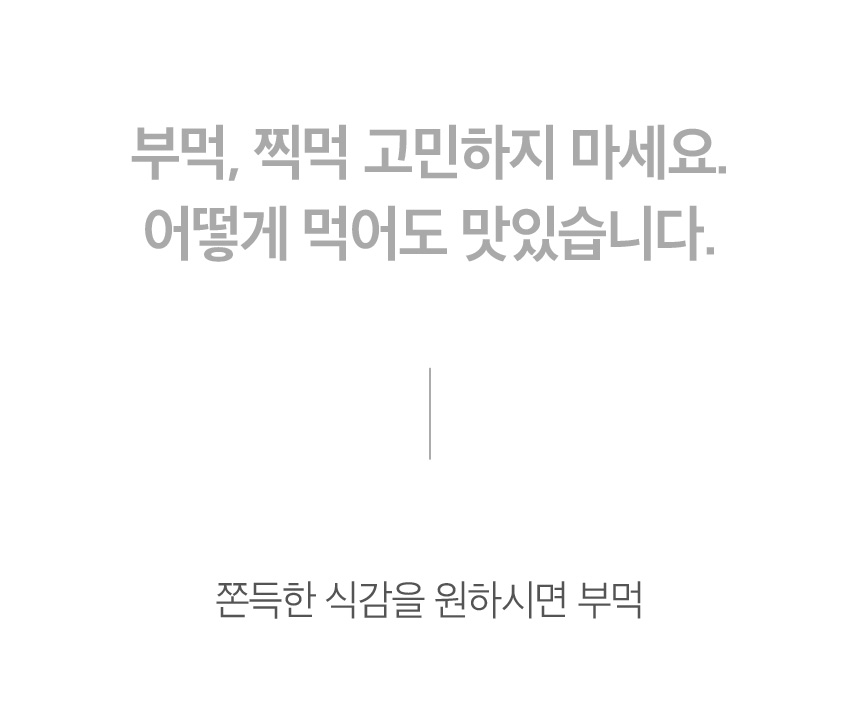 부먹, 찍먹 고민하지 마세요.
어떻게 먹어도 맛있습니다.
쫀득한 식감을 원하시면 부먹